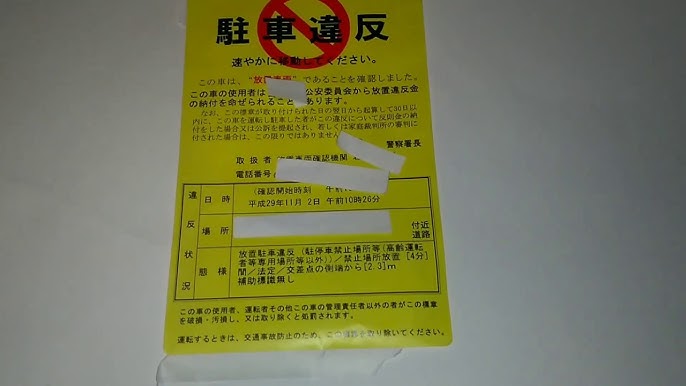 駐車違反
速やかに移動してください。
この車は、"放置車両"であることを確認しました。
この車の使用者は 公安委員会から放置違反金
の納付を命ぜられること あります。
なお、この標章が取り付けられた日の翌日から起算して30日以
内に、この車を運転し駐車した者がこの違反について反則金の納
付をした場合又は公訴を提起され、若しくは家庭裁判所の審判に
付された場合は、この限りではありません
警察署長
取扱者 車両確認機関
電話番号
違反状況
日時
(確認開始時刻 午前
平成29年11月 2日 午前10時26分
場所
付近
道路
態様
放置駐車違反(駐停車禁止場所等(高齢運転
者等専用場所等以外))/禁止場所放置[4分]
間/法定/交差点の側端から[2.3]m
補助標識無し
この車の使用者、運転者その他この車の管理責任者以外の者がこの標章
を破損・汚損し、又は取り除くと処罰されます。
運転するときは、交通事故防止のため、この標章を取り除いてください。